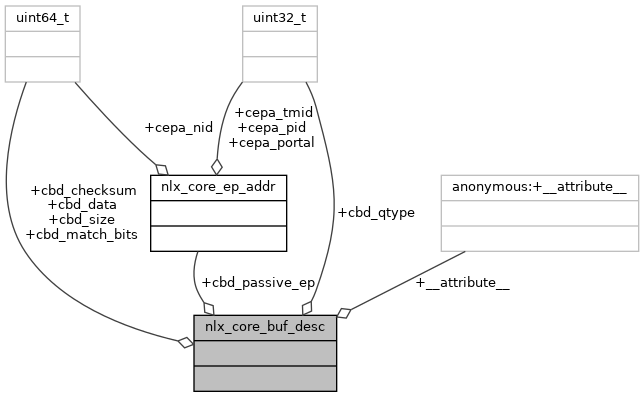 uint64_t
uint32_t
+cepa_nid
+cepa_tmid
+cepa_pid
+cepa_portal
nlx_core_ep_addr
anonymous:+__attribute__
+cbd_checksum
+cbd_data
+cbd_size
+cbd_match_bits
+cbd_qtype
+cbd_passive_ep
+__attribute__
nlx_core_buf_desc